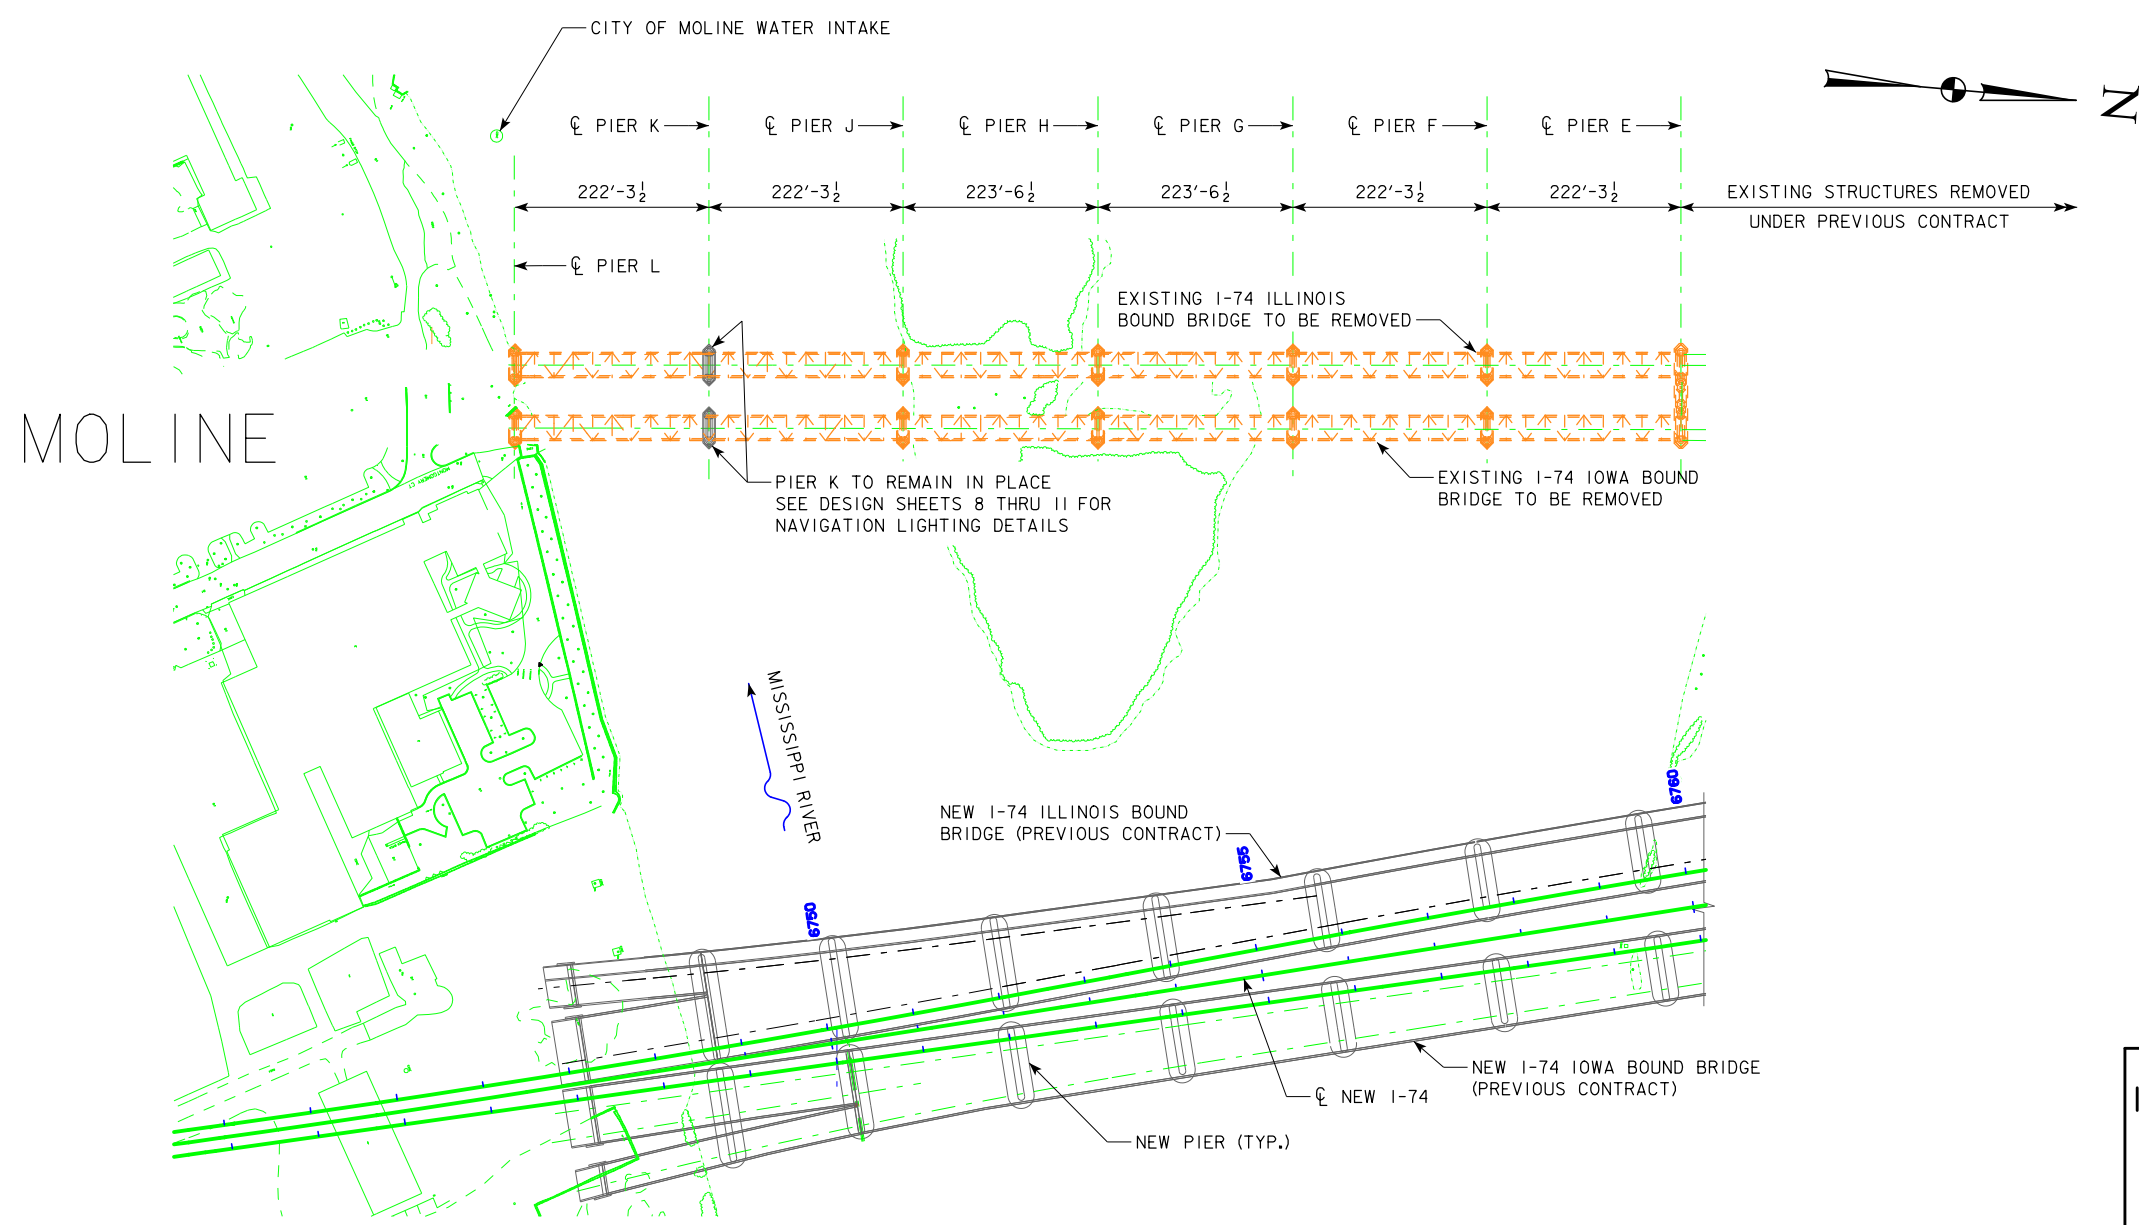 CITY OF MOLINE WATER INTAKE
N
℄ PIER K
℄ PIER J
℄ PIER H
℄ PIER G
℄ PIER F
℄ PIER E
222'-3½
222'-3½
223'-6½
223'-6½
222'-3½
222'-3½
EXISTING STRUCTURES REMOVED
UNDER PREVIOUS CONTRACT
℄ PIER L
EXISTING I-74 ILLINOIS
BOUND BRIDGE TO BE REMOVED
MOLINE
PIER K TO REMAIN IN PLACE
SEE DESIGN SHEETS 8 THRU 11 FOR
NAVIGATION LIGHTING DETAILS
EXISTING I-74 IOWA BOUND
BRIDGE TO BE REMOVED
MISSISSIPPI RIVER
NEW I-74 ILLINOIS BOUND
BRIDGE (PREVIOUS CONTRACT)
6750
6755
6760
℄ NEW I-74
NEW I-74 IOWA BOUND BRIDGE
(PREVIOUS CONTRACT)
NEW PIER (TYP.)